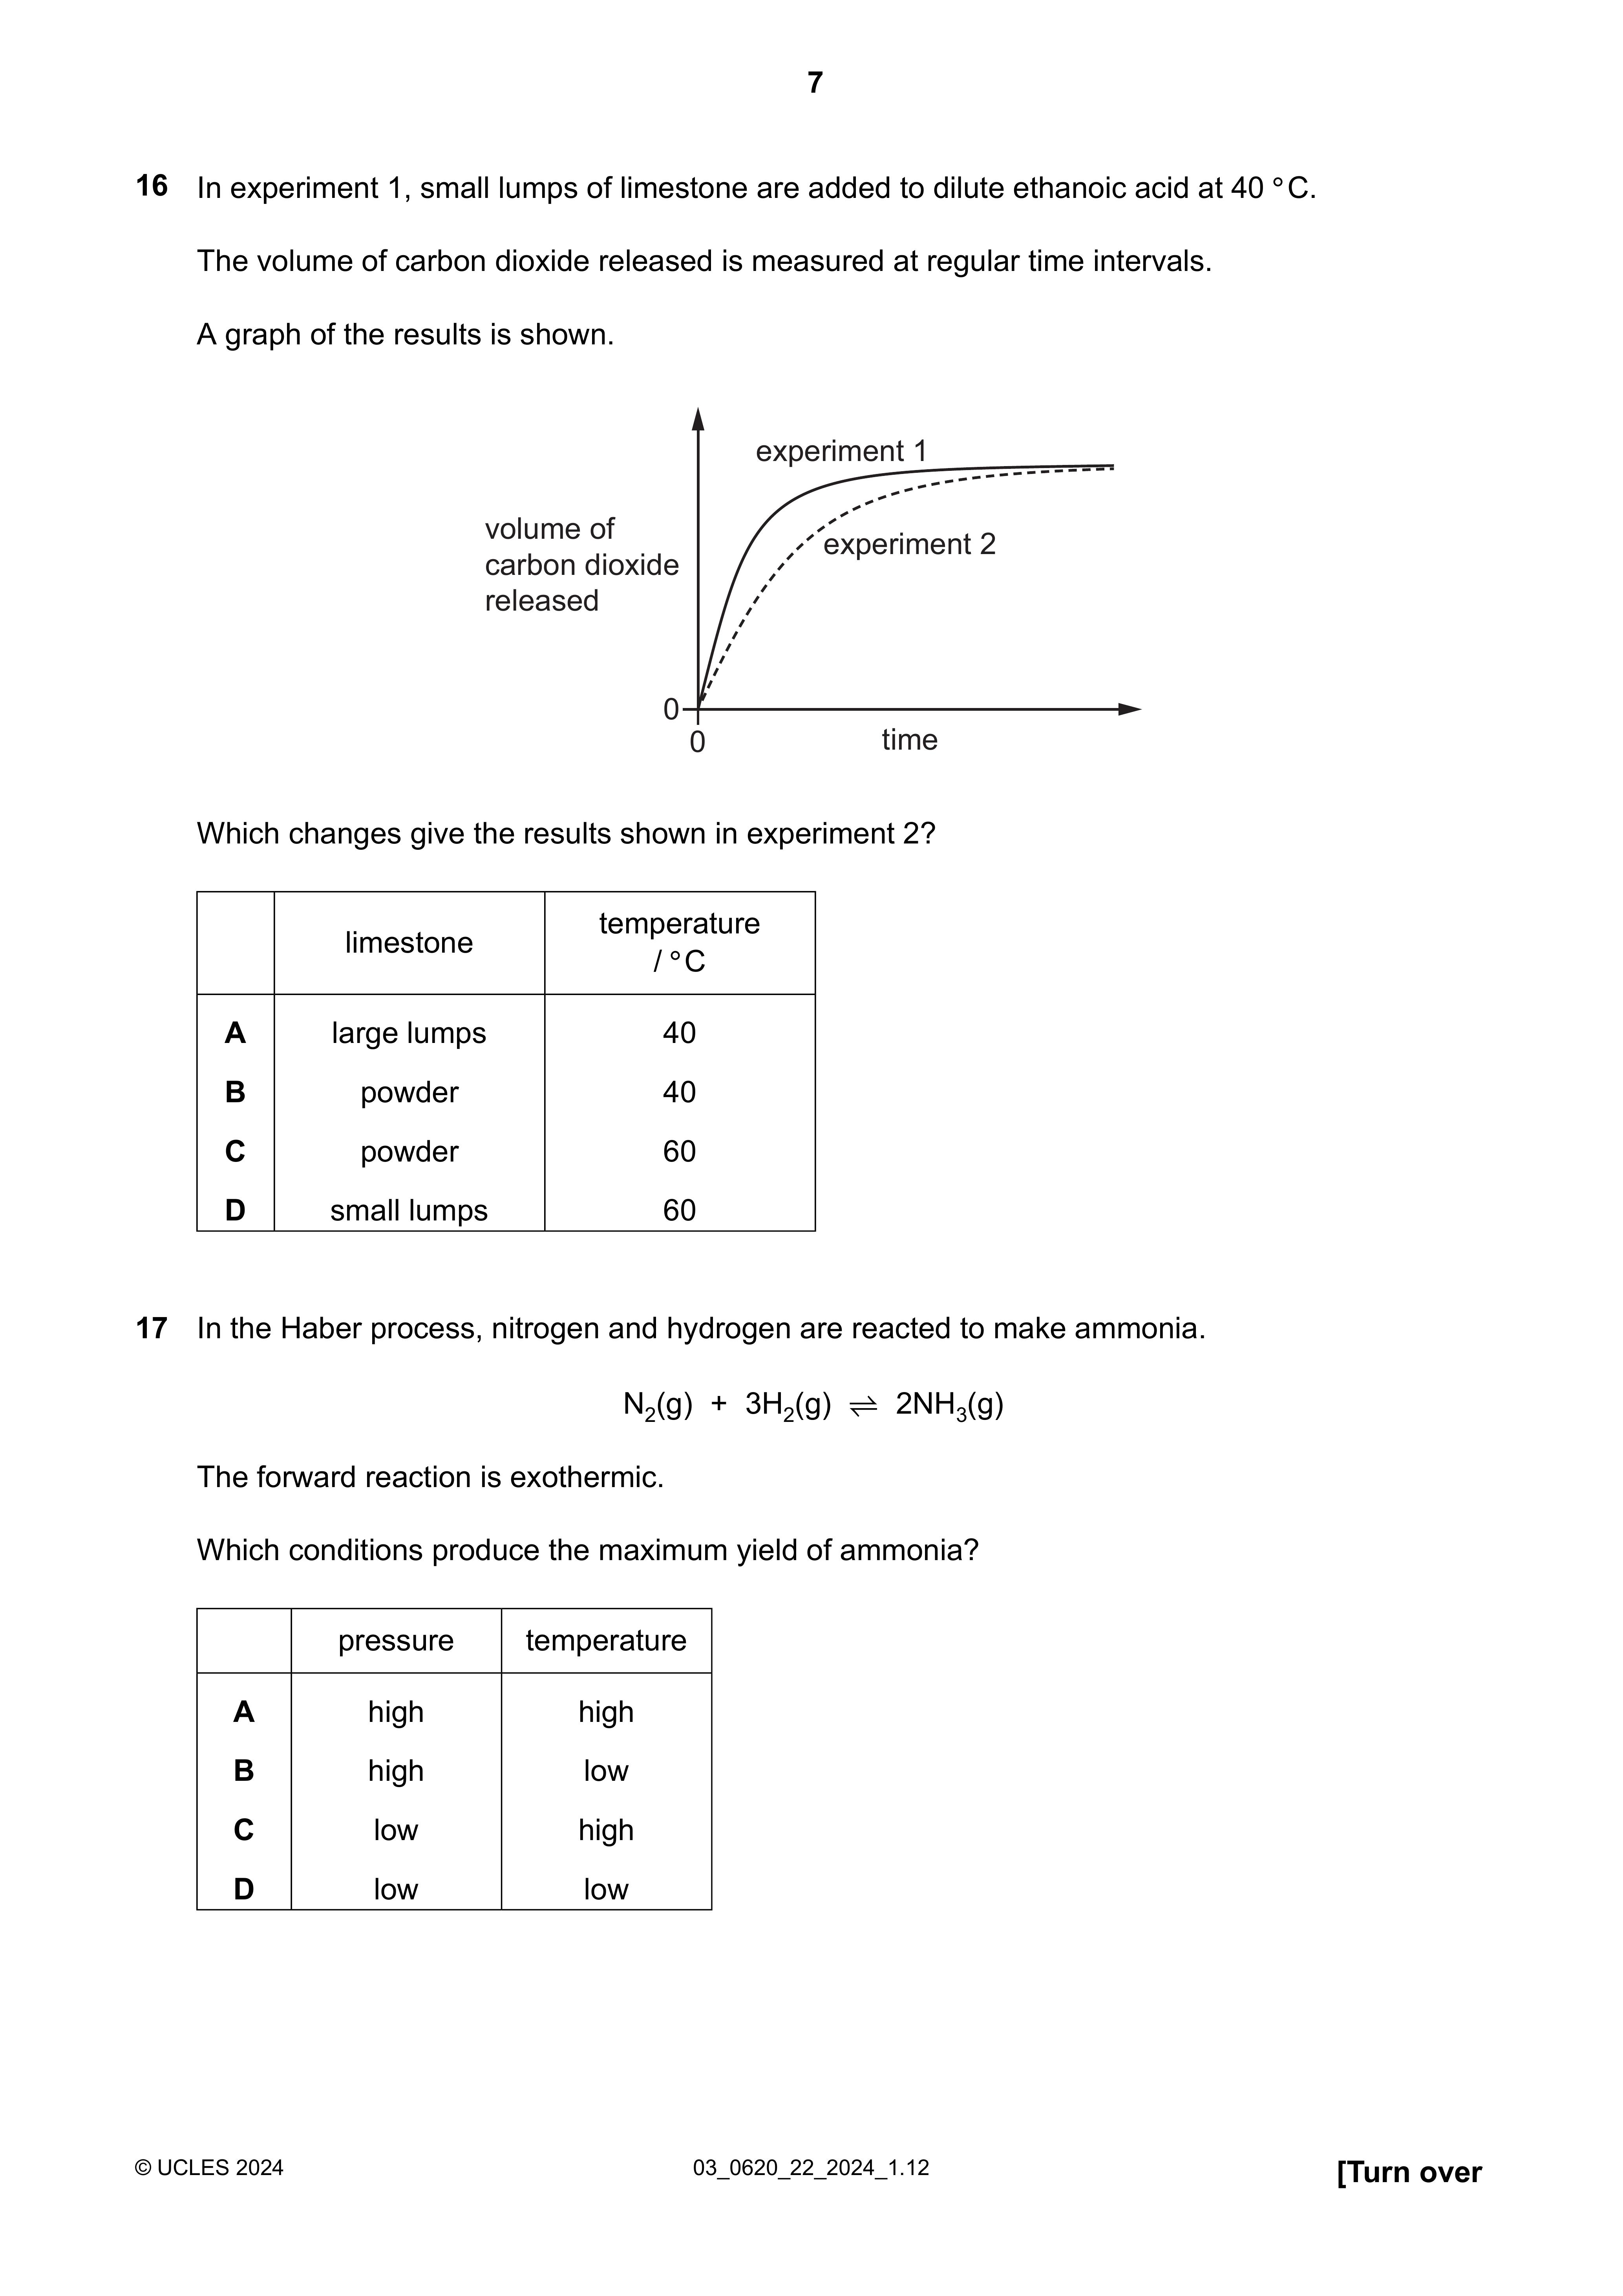 7
16 In experiment 1, small lumps of limestone are added to dilute ethanoic acid at 40 °C.
The volume of carbon dioxide released is measured at regular time intervals.
A graph of the results is shown.
experiment 1
volume of
carbon dioxide
released
experiment 2
0
0
time
Which changes give the results shown in experiment 2?
limestone temperature / °C
A large lumps 40
B powder 40
C powder 60
D small lumps 60
17 In the Haber process, nitrogen and hydrogen are reacted to make ammonia.
N₂(g) + 3H₂(g) ⇌ 2NH₃(g)
The forward reaction is exothermic.
Which conditions produce the maximum yield of ammonia?
pressure temperature
A high high
B high low
C low high
D low low
© UCLES 2024 03_0620_22_2024_1.12 [Turn over